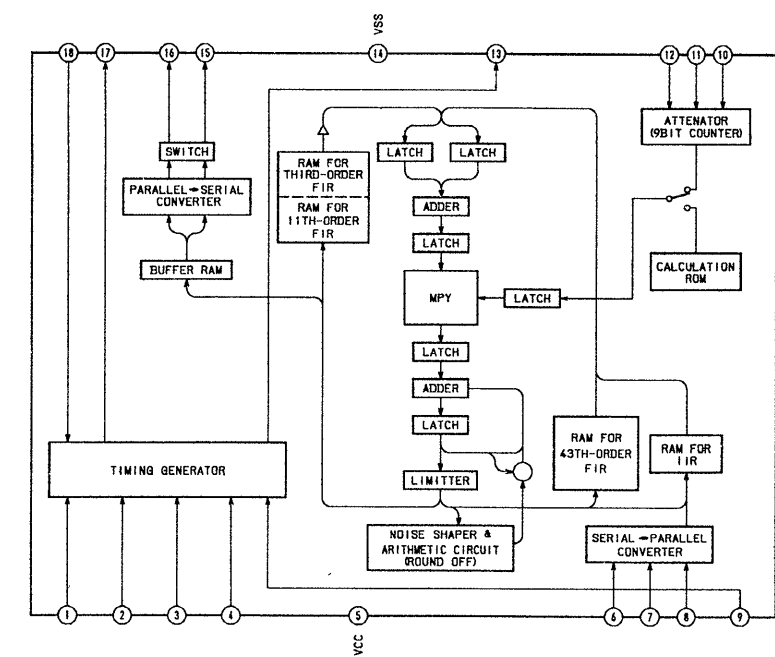 VSS
18
17
16
15
14
13
12
11
10
SWITCH
PARALLEL→SERIAL
CONVERTER
BUFFER RAM
RAM FOR
THIRD-ORDER
FIR
RAM FOR
11TH-ORDER
FIR
LATCH
LATCH
ADDER
LATCH
MPY
LATCH
LATCH
ADDER
LATCH
LIMITTER
NOISE SHAPER &
ARITHMETIC CIRCUIT
(ROUND OFF)
ATTENATOR
(9BIT COUNTER)
CALCULATION
ROM
TIMING GENERATOR
RAM FOR
43TH-ORDER
FIR
RAM FOR
IIR
SERIAL→PARALLEL
CONVERTER
1
2
3
4
5
6
7
8
9
VCC